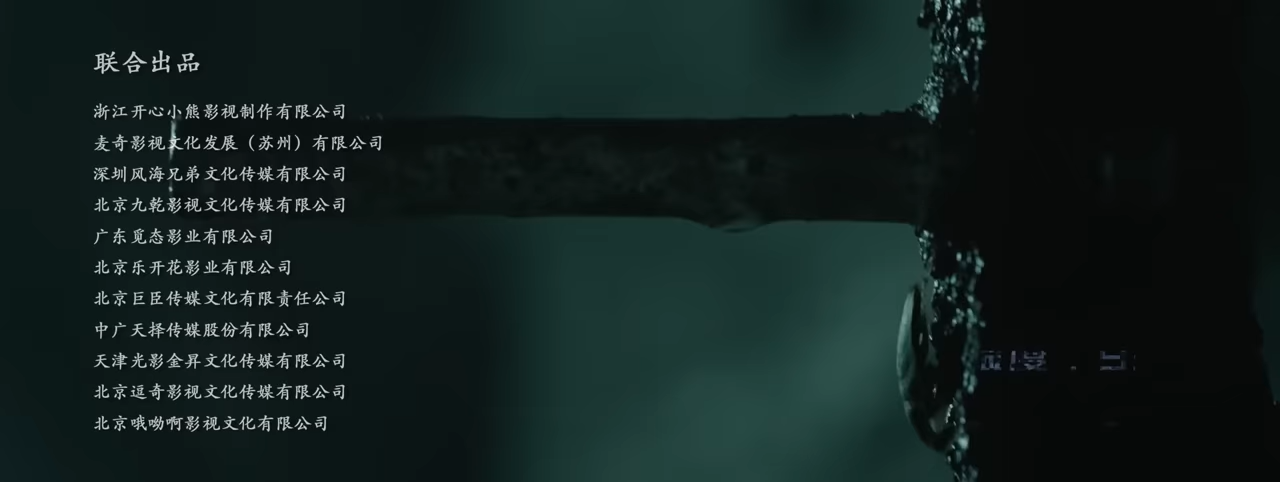 联合出品
浙江开心小熊影视制作有限公司
麦奇影视文化发展（苏州）有限公司
深圳风海兄弟文化传媒有限公司
北京九乾影视文化传媒有限公司
广东觅态影业有限公司
北京乐开花影业有限公司
北京巨臣传媒文化有限责任公司
中广天择传媒股份有限公司
天津光影金昇文化传媒有限公司
北京逗奇影视文化传媒有限公司
北京哦呦啊影视文化有限公司